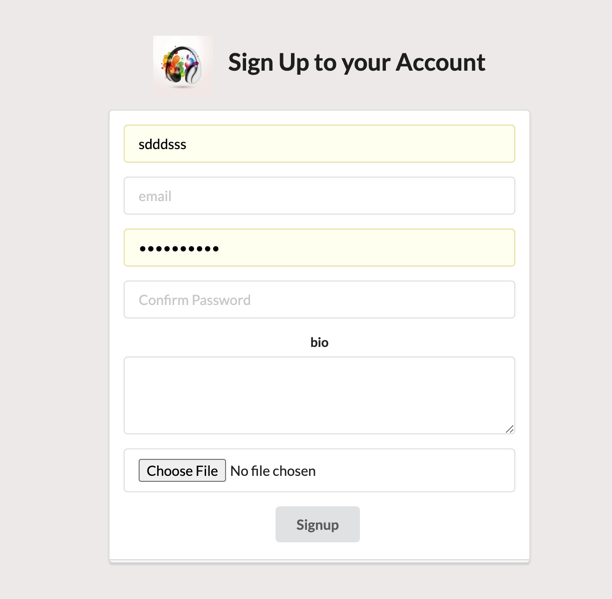 Sign Up to your Account
sdddsss
email
••••••••••
Confirm Password
bio
Choose File No file chosen
Signup